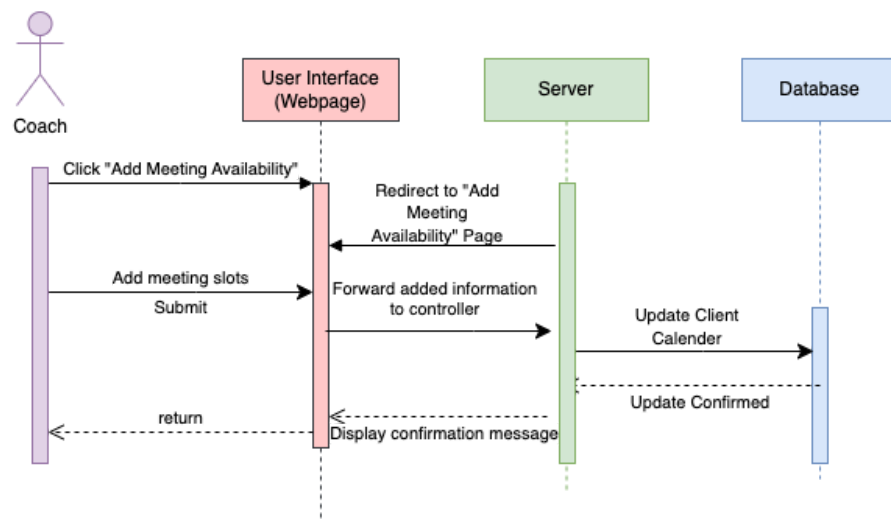 User Interface
(Webpage)
Server
Database
Coach
Click "Add Meeting Availability"
Redirect to "Add
Meeting
Availability" Page
Add meeting slots
Submit
Forward added information
to controller
Update Client
Calender
Update Confirmed
Display confirmation message
return